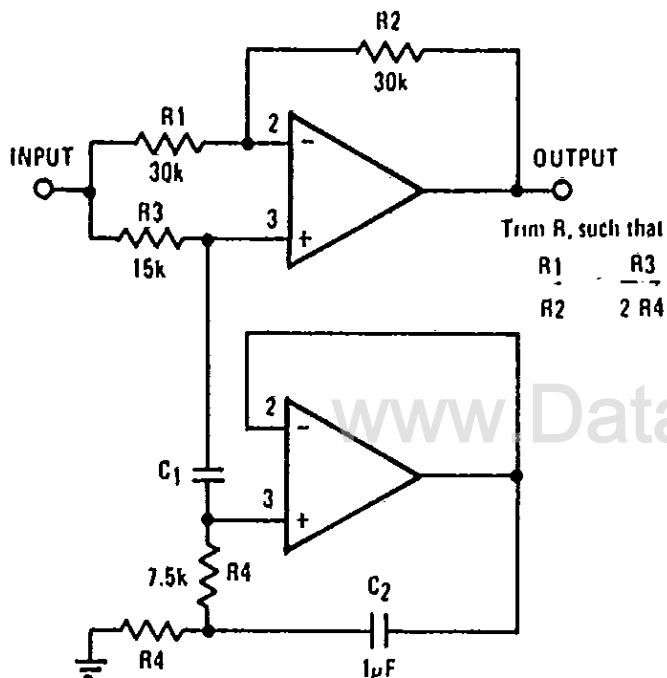 R2
30k
R1
2
-
INPUT
30k
OUTPUT
R3
3
+
15k
Trim R, such that
R1
R3
R2
2 R4
2
-
www.Data
C1
3
+
7.5k
R4
C2
R4
1µF